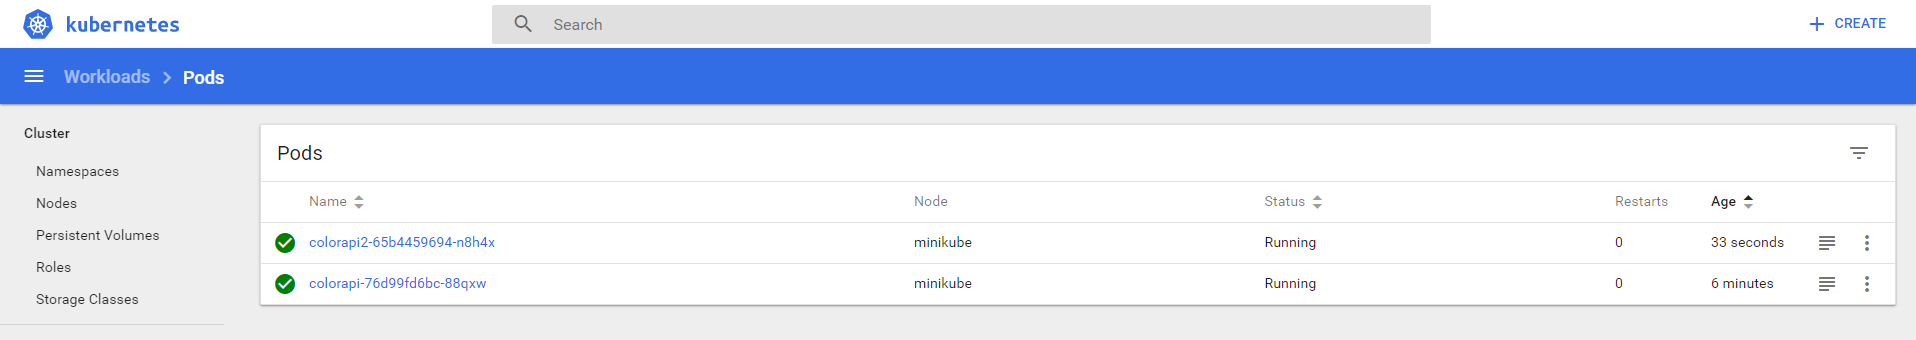 kubernetes
Search
CREATE
Workloads Pods
Cluster
Namespaces
Nodes
Persistent Volumes
Roles
Storage Classes
Pods
Name Node Status Restarts Age
colorapi2-65b4459694-n8h4x minikube Running 0 33 seconds
colorapi-76d99fd6bc-88qxw minikube Running 0 6 minutes